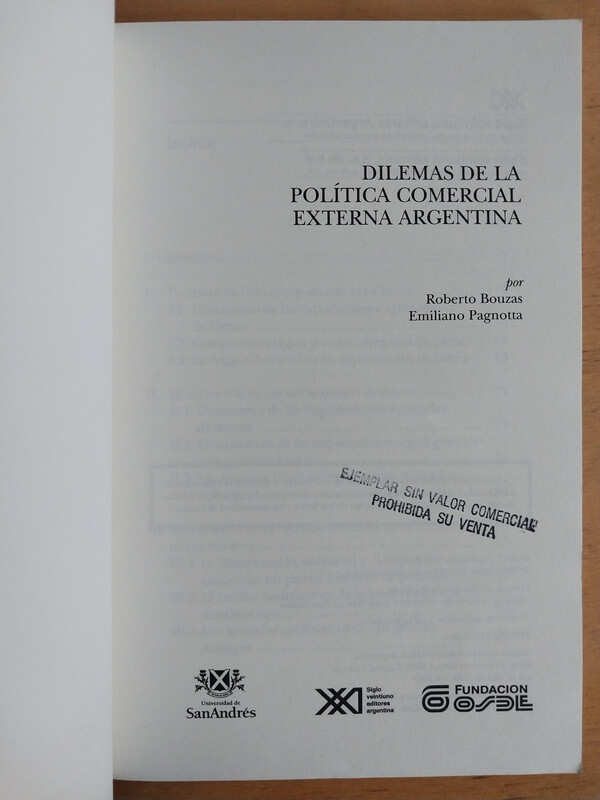 DILEMAS DE LA
POLÍTICA COMERCIAL
EXTERNA ARGENTINA
por
Roberto Bouzas
Emiliano Pagnotta
EJEMPLAR SIN VALOR COMERCIAL
PROHIBIDA SU VENTA
Universidad de
SanAndrés
Siglo
veintiuno
editores
argentina
FUNDACION
OSDE